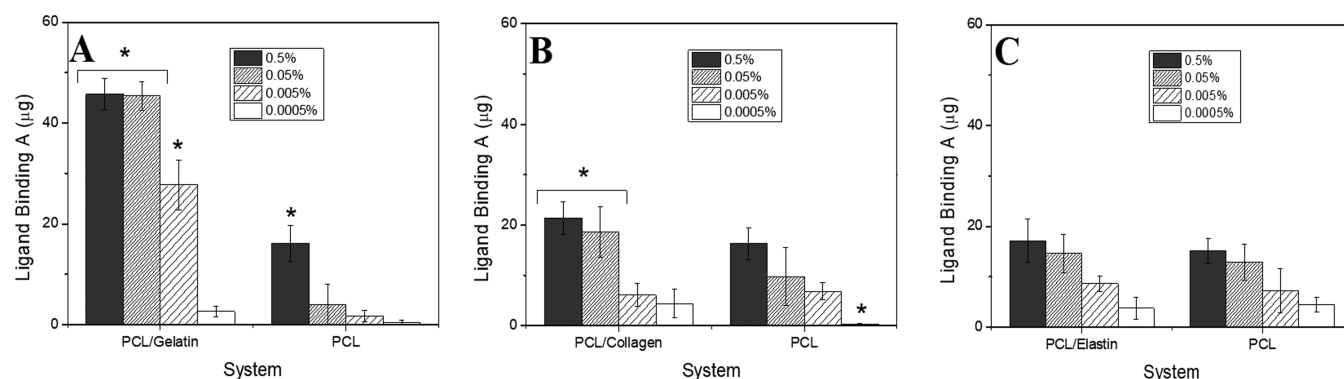 A
60
40
20
0
Ligand Binding A (μg)
*
*
*
0.5%
0.05%
0.005%
0.0005%
PCL/Gelatin
PCL
System
B
60
40
20
0
Ligand Binding A (μg)
*
*
0.5%
0.05%
0.005%
0.0005%
PCL/Collagen
PCL
System
C
60
40
20
0
Ligand Binding A (μg)
0.5%
0.05%
0.005%
0.0005%
PCL/Elastin
PCL
System